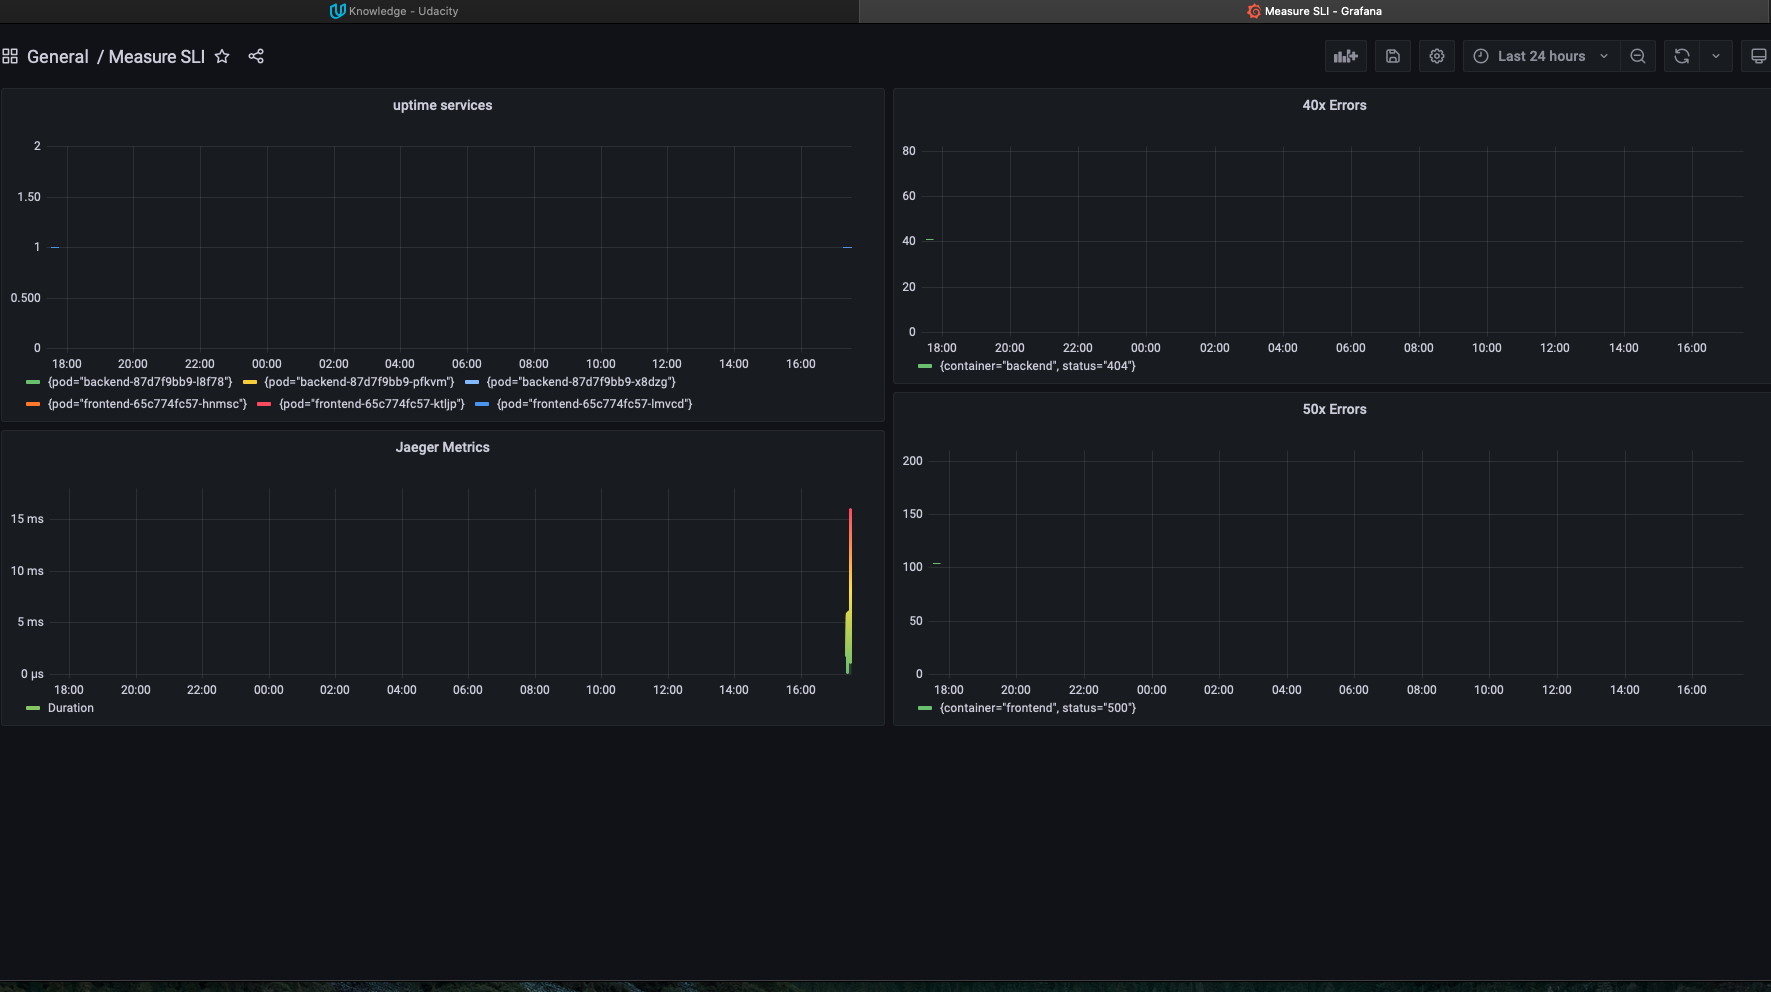 Knowledge - Udacity
Measure SLI - Grafana
General / Measure SLI
Last 24 hours
uptime services
2
1.50
1
0.500
0
18:00 20:00 22:00 00:00 02:00 04:00 06:00 08:00 10:00 12:00 14:00 16:00
{pod="backend-87d7f9bb9-l8f78"} {pod="backend-87d7f9bb9-pfkvm"} {pod="backend-87d7f9bb9-x8dzg"}
{pod="frontend-65c774fc57-hnmsc"} {pod="frontend-65c774fc57-ktljp"} {pod="frontend-65c774fc57-lmvcd"}
40x Errors
80
60
40
20
0
18:00 20:00 22:00 00:00 02:00 04:00 06:00 08:00 10:00 12:00 14:00 16:00
{container="backend", status="404"}
Jaeger Metrics
15 ms
10 ms
5 ms
0 µs
18:00 20:00 22:00 00:00 02:00 04:00 06:00 08:00 10:00 12:00 14:00 16:00
Duration
50x Errors
200
150
100
50
0
18:00 20:00 22:00 00:00 02:00 04:00 06:00 08:00 10:00 12:00 14:00 16:00
{container="frontend", status="500"}